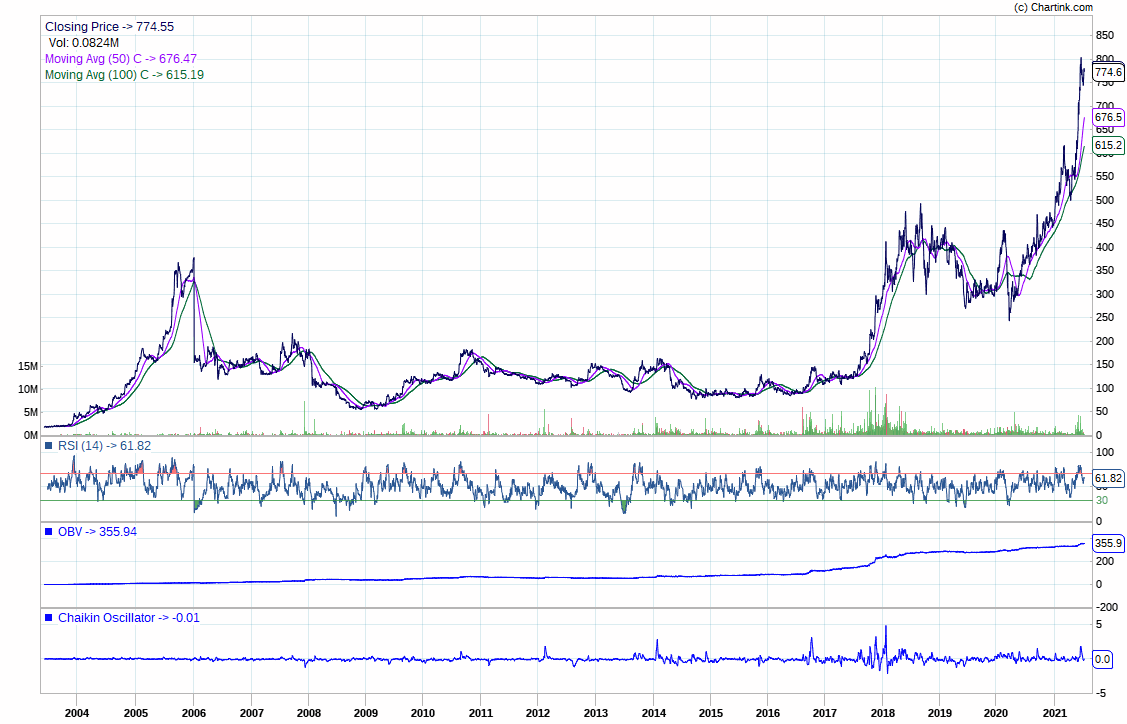 (c) Chartink.com
Closing Price -> 774.55
Vol: 0.0824M
Moving Avg (50) C -> 676.47
Moving Avg (100) C -> 615.19
850
800
774.6
750
700
676.5
650
615.2
600
550
500
450
400
350
300
250
200
150
100
50
0
15M
10M
5M
0M
RSI (14) -> 61.82
100
61.82
30
0
OBV -> 355.94
355.9
200
0
-200
Chaikin Oscillator -> -0.01
5
0.0
-5
2004 2005 2006 2007 2008 2009 2010 2011 2012 2013 2014 2015 2016 2017 2018 2019 2020 2021